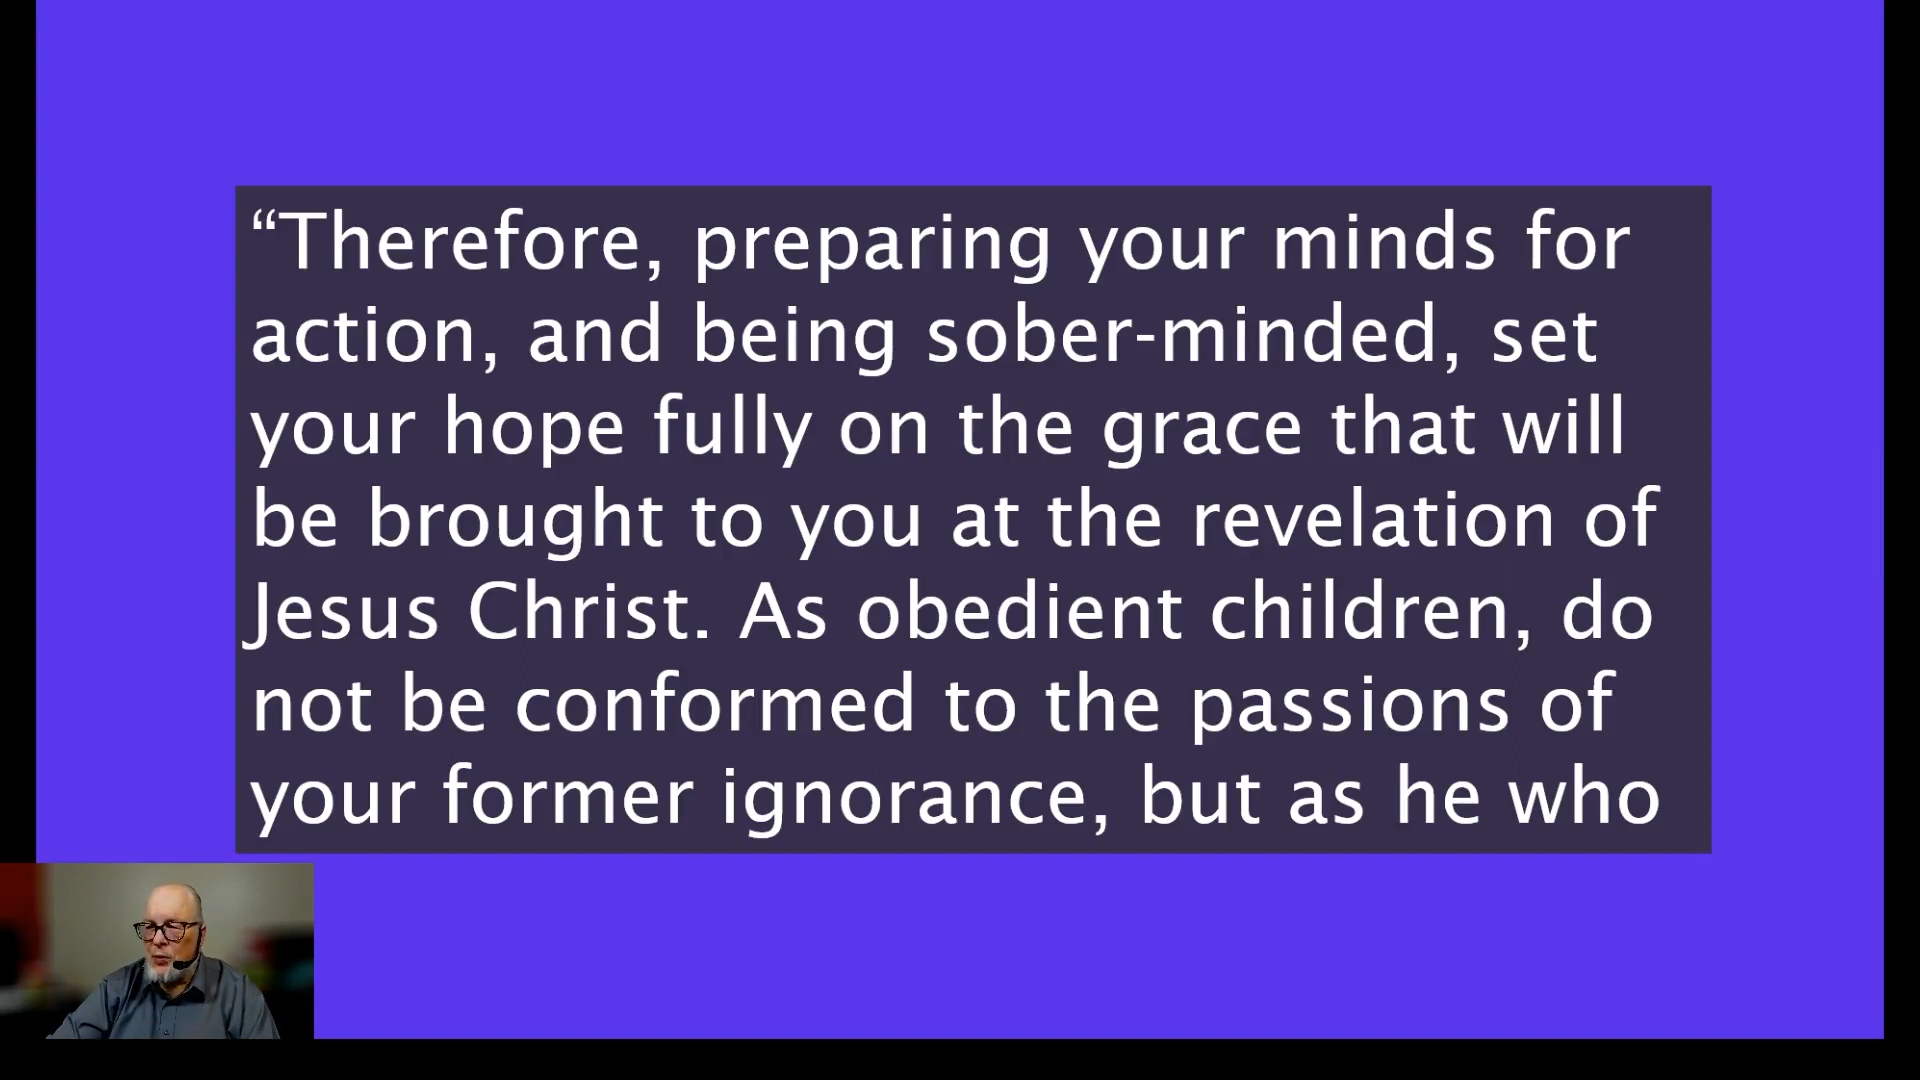 “Therefore, preparing your minds for
action, and being sober-minded, set
your hope fully on the grace that will
be brought to you at the revelation of
Jesus Christ. As obedient children, do
not be conformed to the passions of
your former ignorance, but as he who